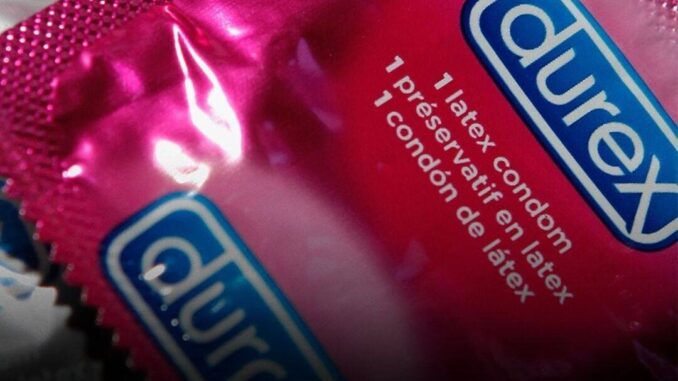 durex
1 latex condom
1 préservatif en latex
1 condón de látex
durex